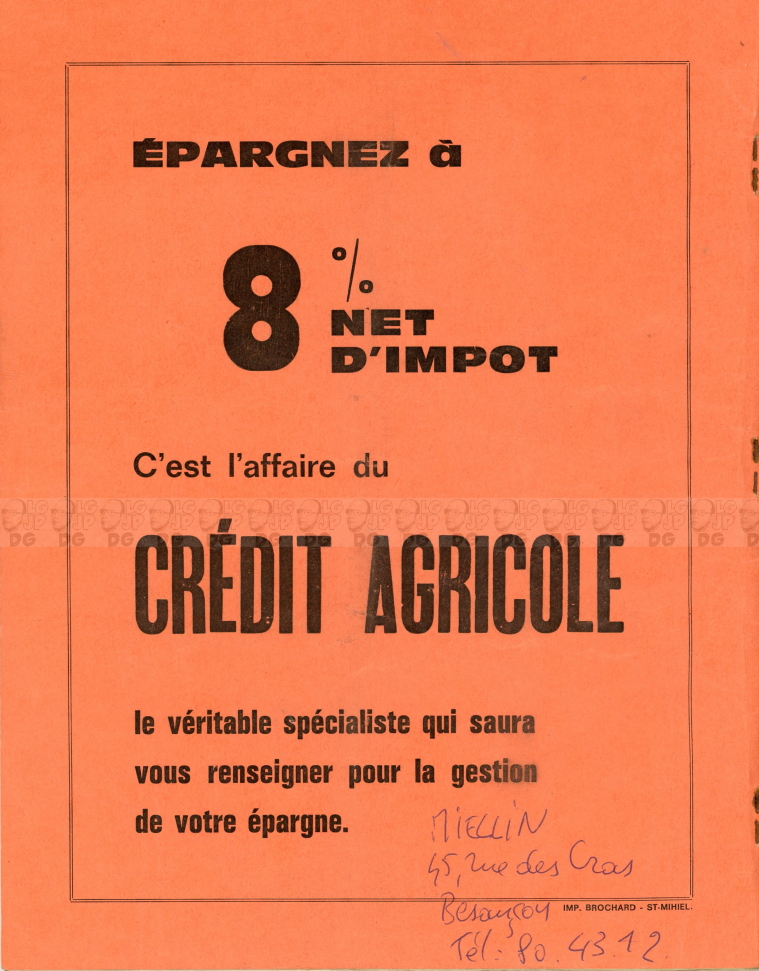 ÉPARGNEZ à
8 %
NET
D'IMPOT
C'est l'affaire du
CRÉDIT AGRICOLE
le véritable spécialiste qui saura
vous renseigner pour la gestion
de votre épargne.
MIELLIN
45, rue des Cras
Besançon
IMP. BROCHARD - ST-MIHIEL.
Tél : 80.43.12.